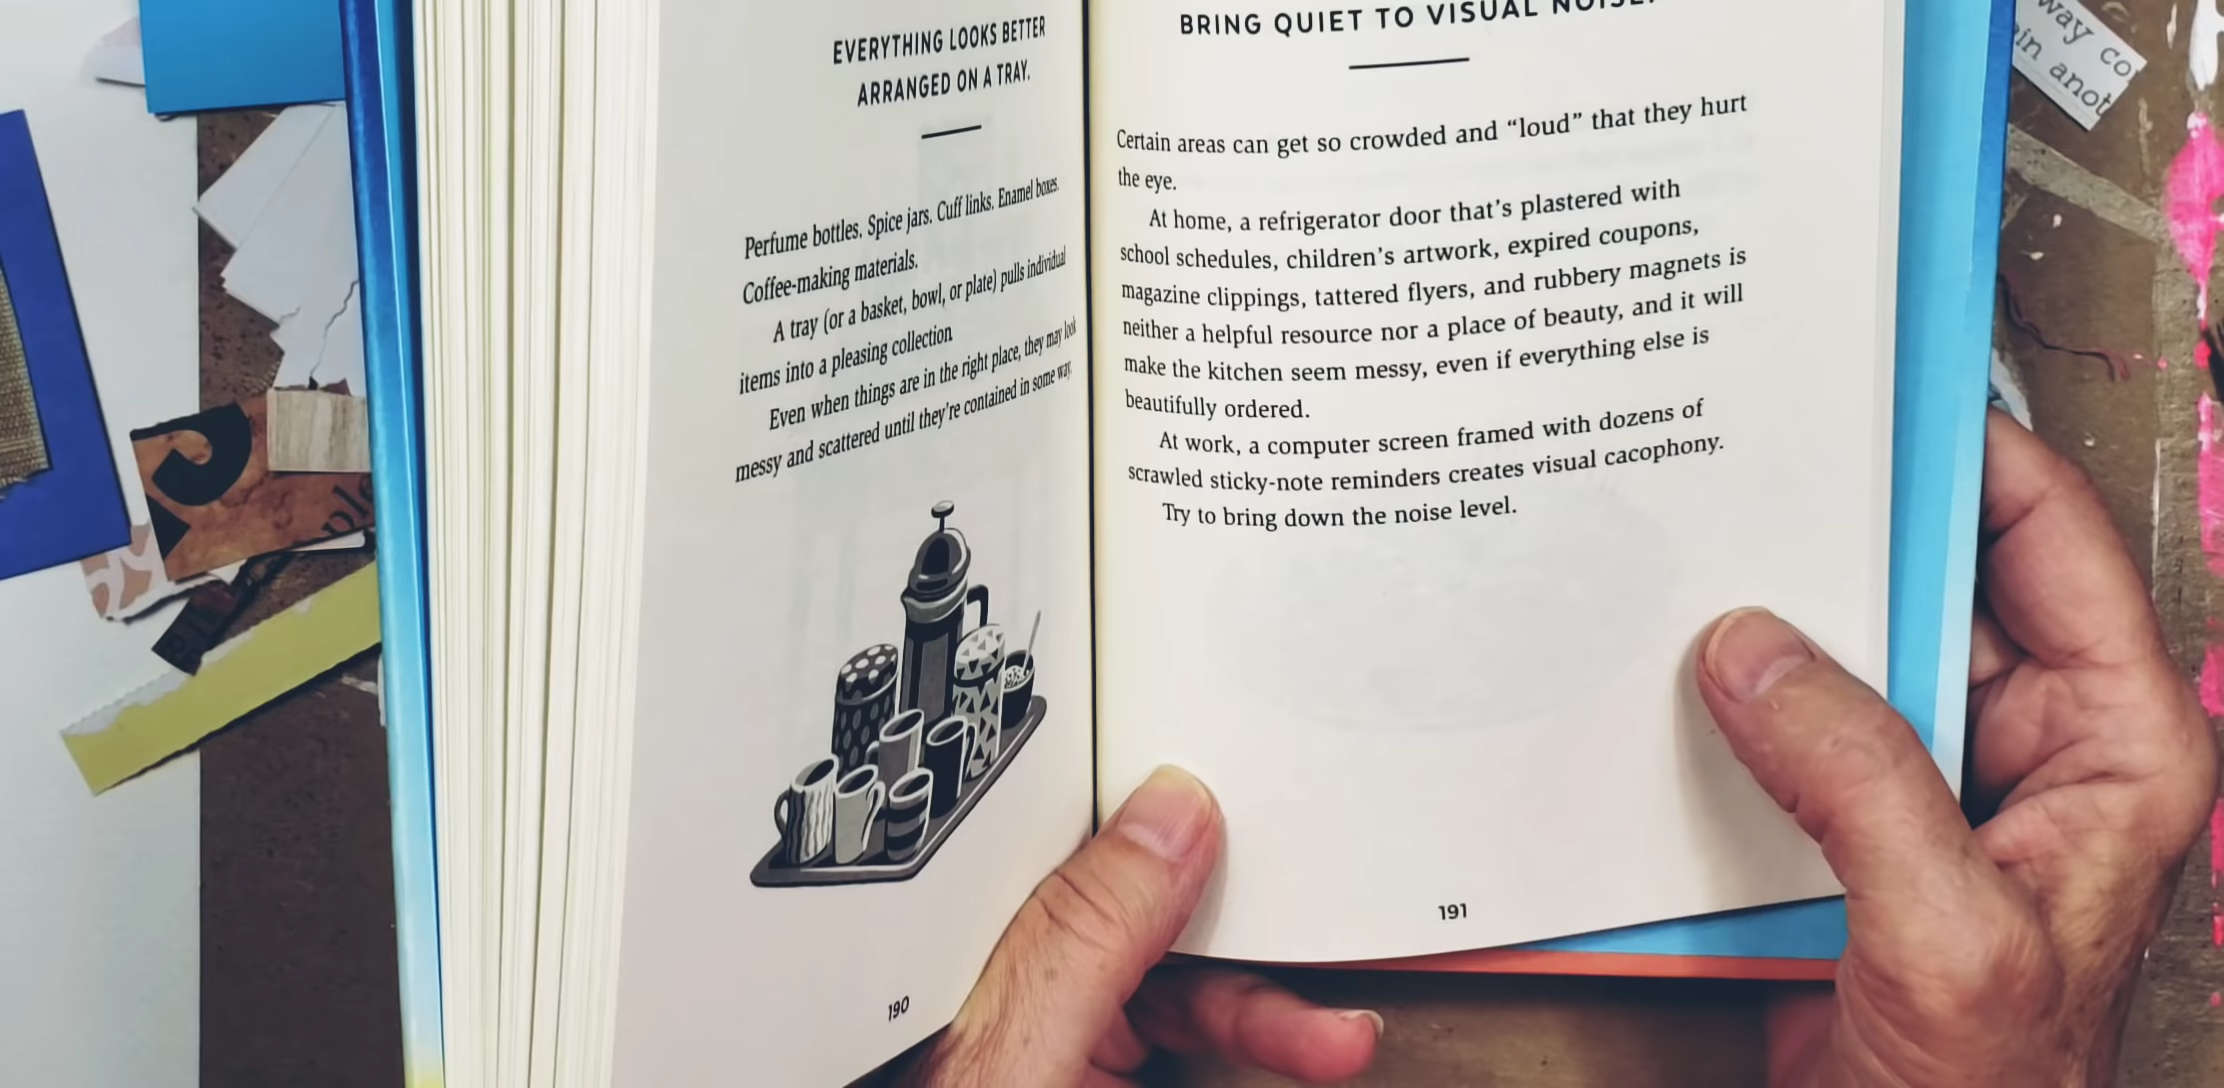 EVERYTHING LOOKS BETTER
ARRANGED ON A TRAY.
Perfume bottles. Spice jars. Cuff links. Enamel boxes.
Coffee-making materials.
A tray (or a basket, bowl, or plate) pulls individual
items into a pleasing collection.
Even when things are in the right place, they may look
messy and scattered until they're contained in some way.
190
BRING QUIET TO VISUAL NOISE.
Certain areas can get so crowded and “loud” that they hurt
the eye.
At home, a refrigerator door that's plastered with
school schedules, children's artwork, expired coupons,
magazine clippings, tattered flyers, and rubbery magnets is
neither a helpful resource nor a place of beauty, and it will
make the kitchen seem messy, even if everything else is
beautifully ordered.
At work, a computer screen framed with dozens of
scrawled sticky-note reminders creates visual cacophony.
Try to bring down the noise level.
191
way co
in anot